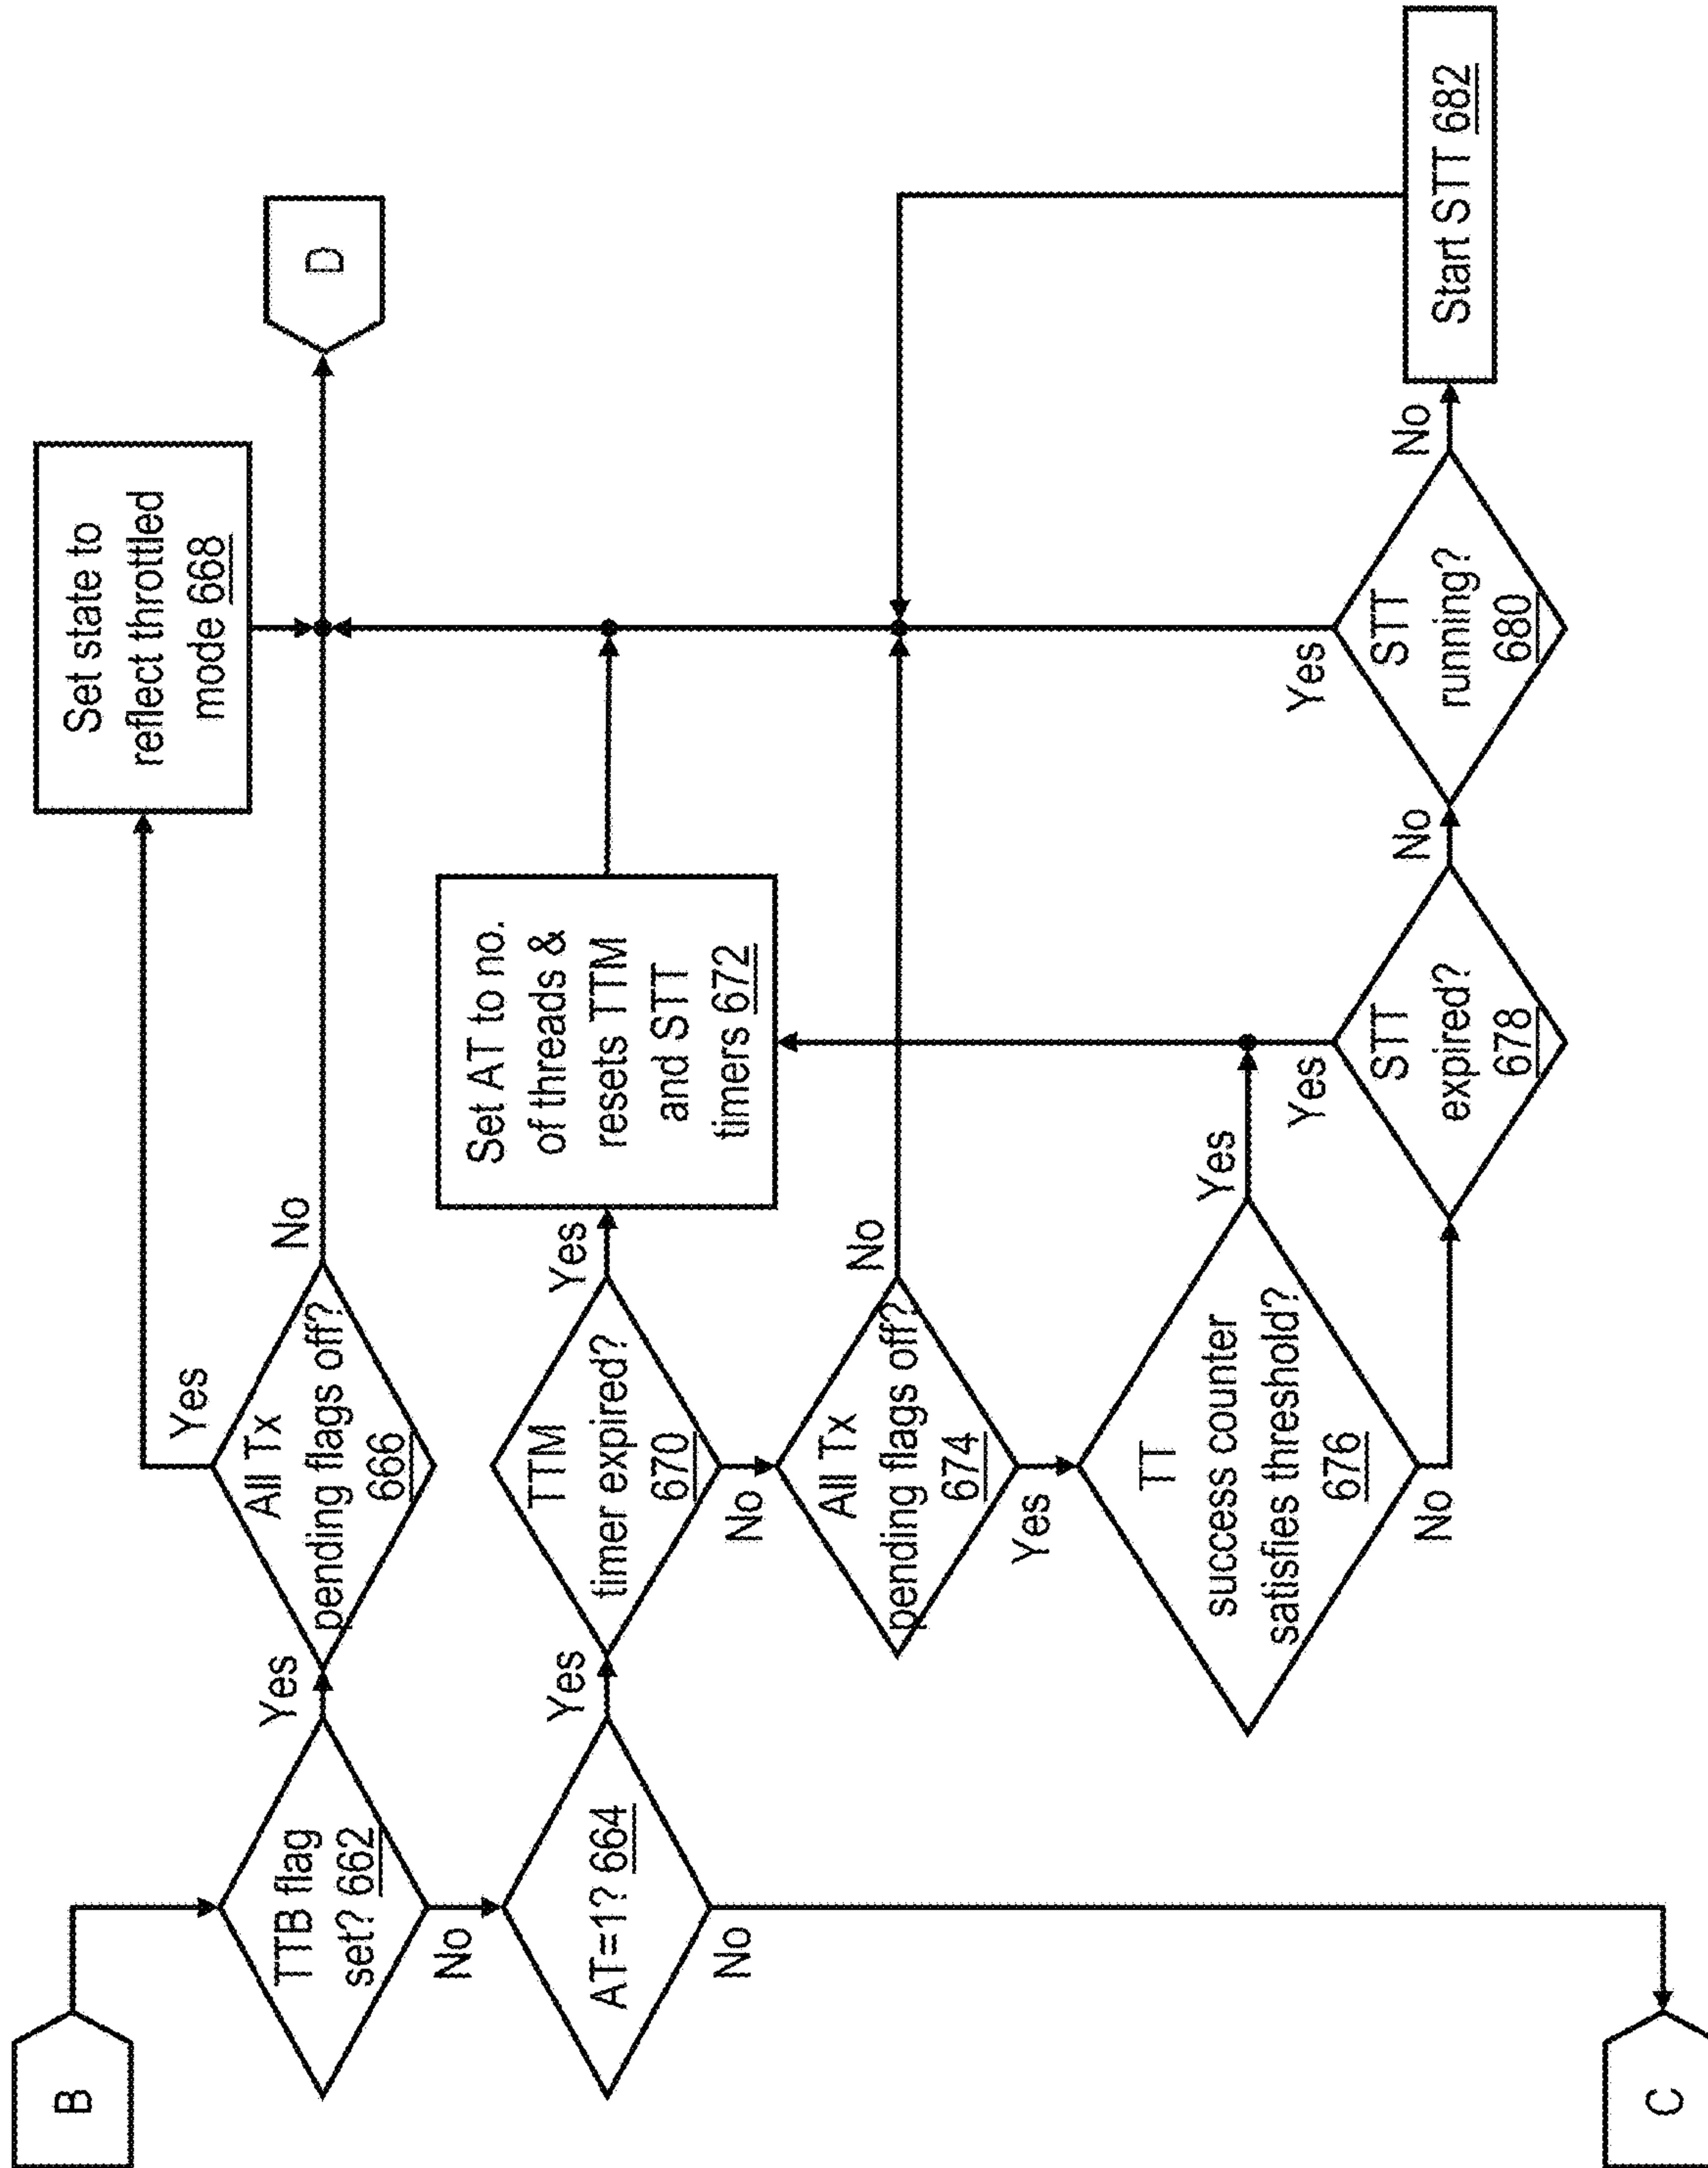 B
TTB flag
set? 662
Yes
No
All Tx
pending flags off?
666
Yes
No
Set state to
reflect throttled
mode 668
D
AT=1? 664
Yes
No
TTM
timer expired?
670
Yes
No
Set AT to no.
of threads &
resets TTM
and STT
timers 672
All Tx
pending flags off?
674
No
Yes
TT
success counter
satisfies threshold?
676
Yes
No
STT
expired?
678
Yes
No
STT
running?
680
Yes
No
Start STT 682
C